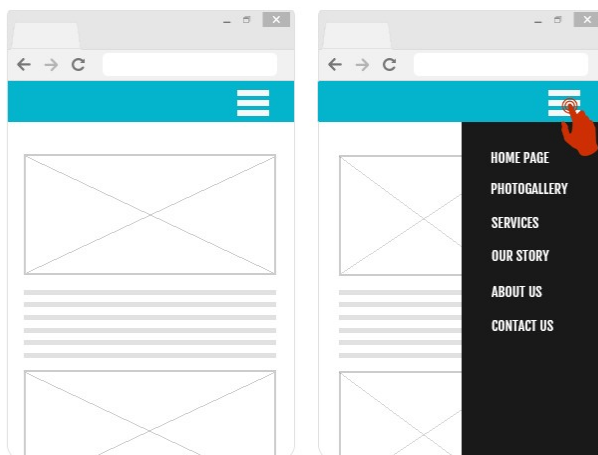 HOME PAGE
PHOTOGALLERY
SERVICES
OUR STORY
ABOUT US
CONTACT US